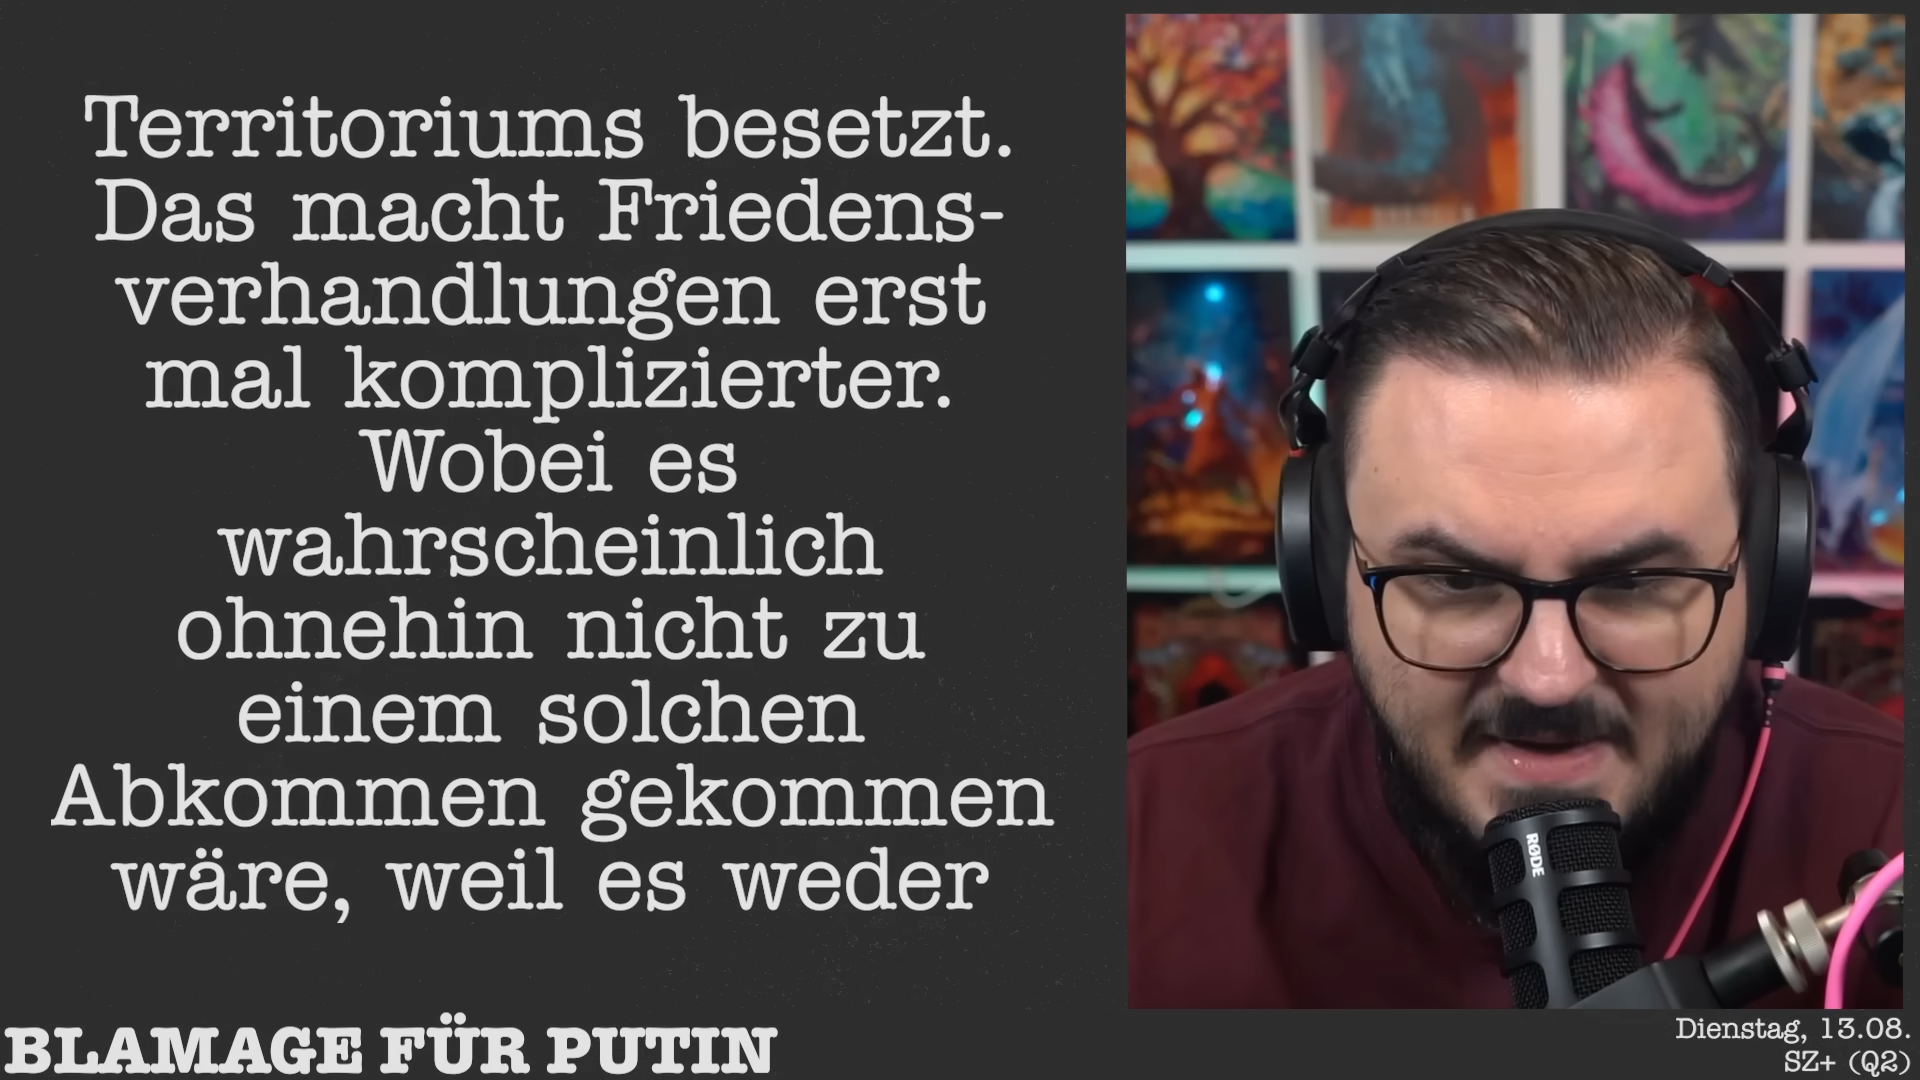 Territoriums besetzt.
Das macht Friedens-
verhandlungen erst
mal komplizierter.
Wobei es
wahrscheinlich
ohnehin nicht zu
einem solchen
Abkommen gekommen
wäre, weil es weder
BLAMAGE FÜR PUTIN
RØDE
Dienstag, 13.08.
SZ+ (Q2)